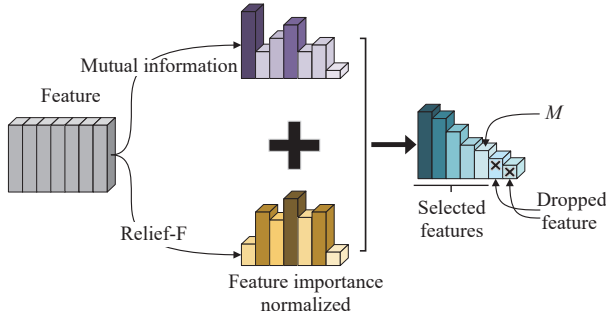 Mutual information
Feature
M
Relief-F
Selected
features
Dropped
feature
Feature importance
normalized